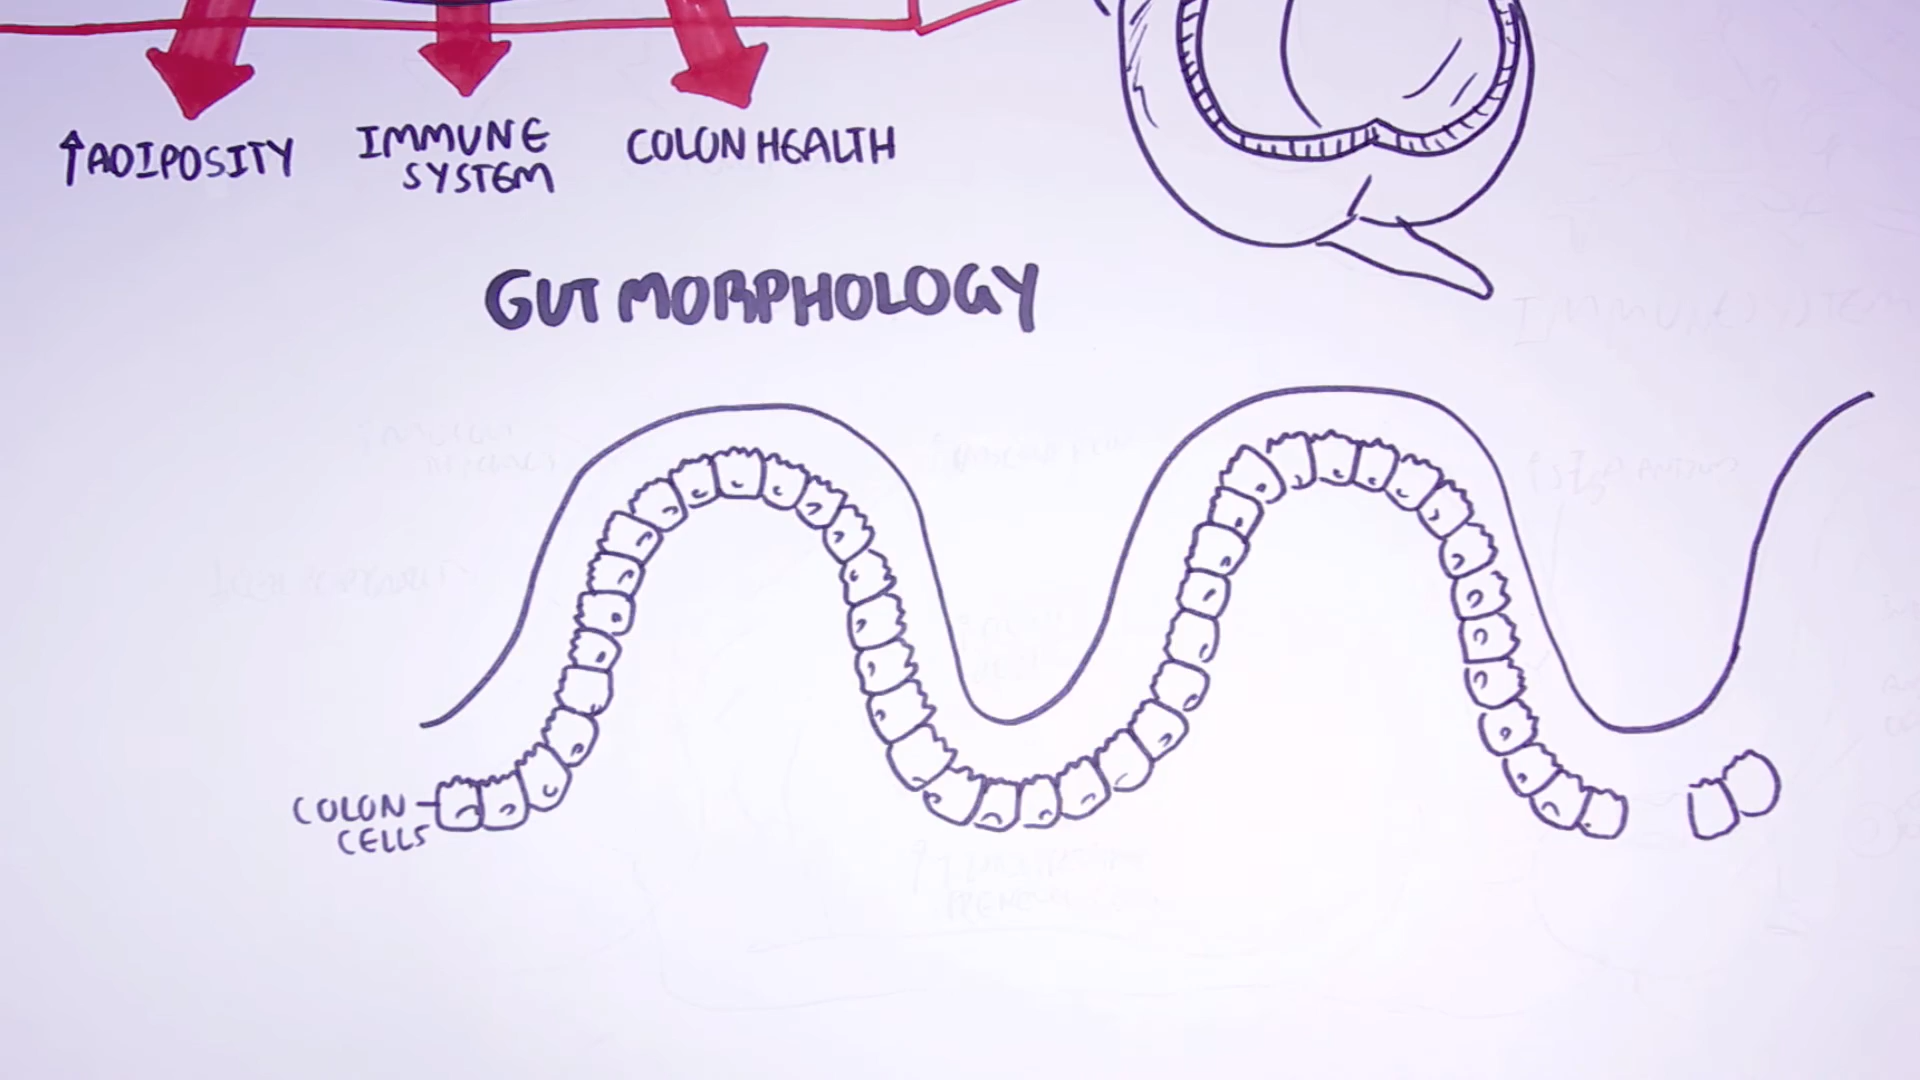 ↑ADIPOSITY
IMMUNE
SYSTEM
COLON HEALTH
GUT MORPHOLOGY
COLON
CELLS